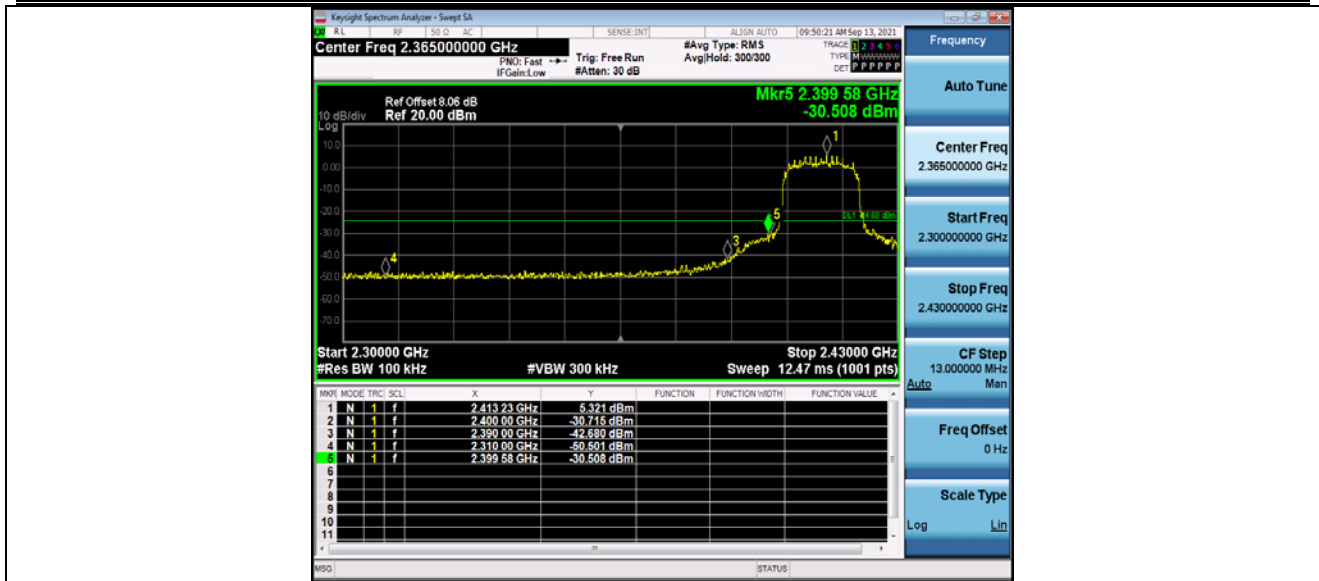 Keysight Spectrum Analyzer - Swept SA
RL RF 50 Ω AC SENSE:INT ALIGN AUTO 09:50:21 AM Sep 13, 2021
Center Freq 2.365000000 GHz
PNO: Fast
IFGain:Low
Trig: Free Run
#Atten: 30 dB
#Avg Type: RMS
Avg|Hold: 300/300
TRACE 1 2 3 4 5 6
TYPE M W W W W W
DET P P P P P P
Mkr5 2.399 58 GHz
-30.508 dBm
Ref Offset 8.06 dB
Ref 20.00 dBm
10 dB/div
Log
10.0
0.00
-10.0
-20.0
-30.0
-40.0
-50.0
-60.0
-70.0
1
5
3
4
Start 2.30000 GHz
Stop 2.43000 GHz
#Res BW 100 kHz
#VBW 300 kHz
Sweep 12.47 ms (1001 pts)
MKR MODE TRC SCL X Y FUNCTION FUNCTION WIDTH FUNCTION VALUE
1 N 1 f 2.413 23 GHz 5.321 dBm
2 N 1 f 2.400 00 GHz -30.715 dBm
3 N 1 f 2.390 00 GHz -42.680 dBm
4 N 1 f 2.310 00 GHz -50.501 dBm
5 N 1 f 2.399 58 GHz -30.508 dBm
6
7
8
9
10
11
MSG
STATUS
Frequency
Auto Tune
Center Freq
2.365000000 GHz
Start Freq
2.300000000 GHz
Stop Freq
2.430000000 GHz
CF Step
13.000000 MHz
Auto Man
Freq Offset
0 Hz
Scale Type
Log Lin